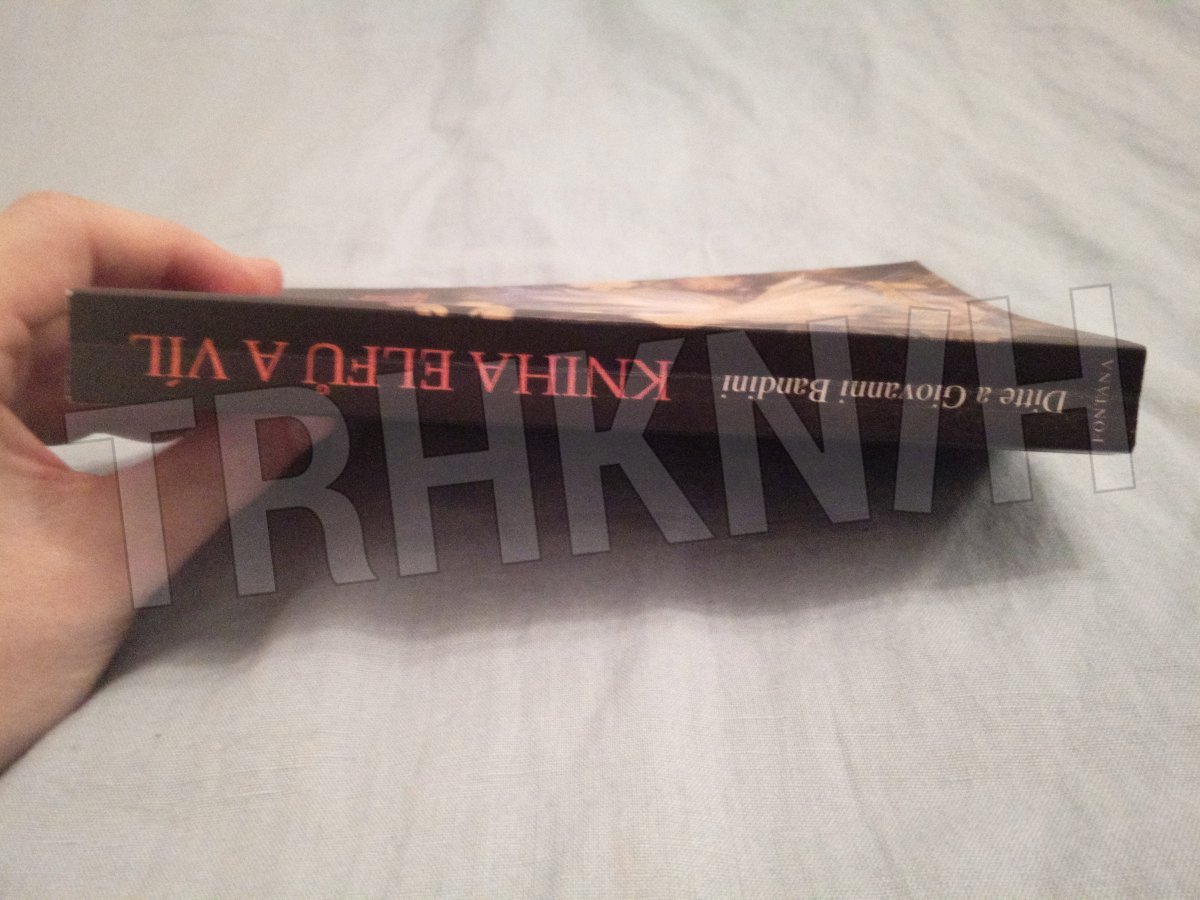 Ditte a Giovanni Bandini
KNIHA ELFŮ A VÍL
FONTANA
TRHKNIH